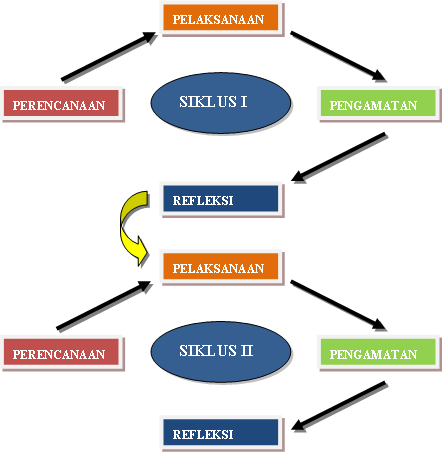 PELAKSANAAN
SIKLUS I
PERENCANAAN
PENGAMATAN
REFLEKSI
PELAKSANAAN
SIKLUS II
PERENCANAAN
PENGAMATAN
REFLEKSI